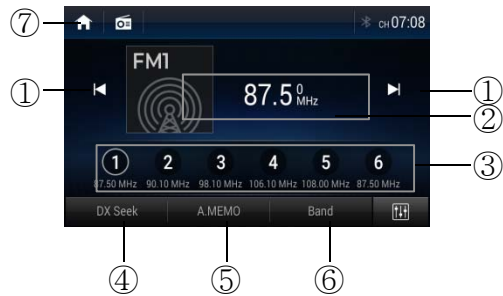 ⑦
CH 07:08
FM1
①
①
87.5⁰ MHz
②
1 2 3 4 5 6
③
87.50 MHz 90.10 MHz 98.10 MHz 106.10 MHz 108.00 MHz 87.50 MHz
DX Seek A.MEMO Band
④ ⑤ ⑥